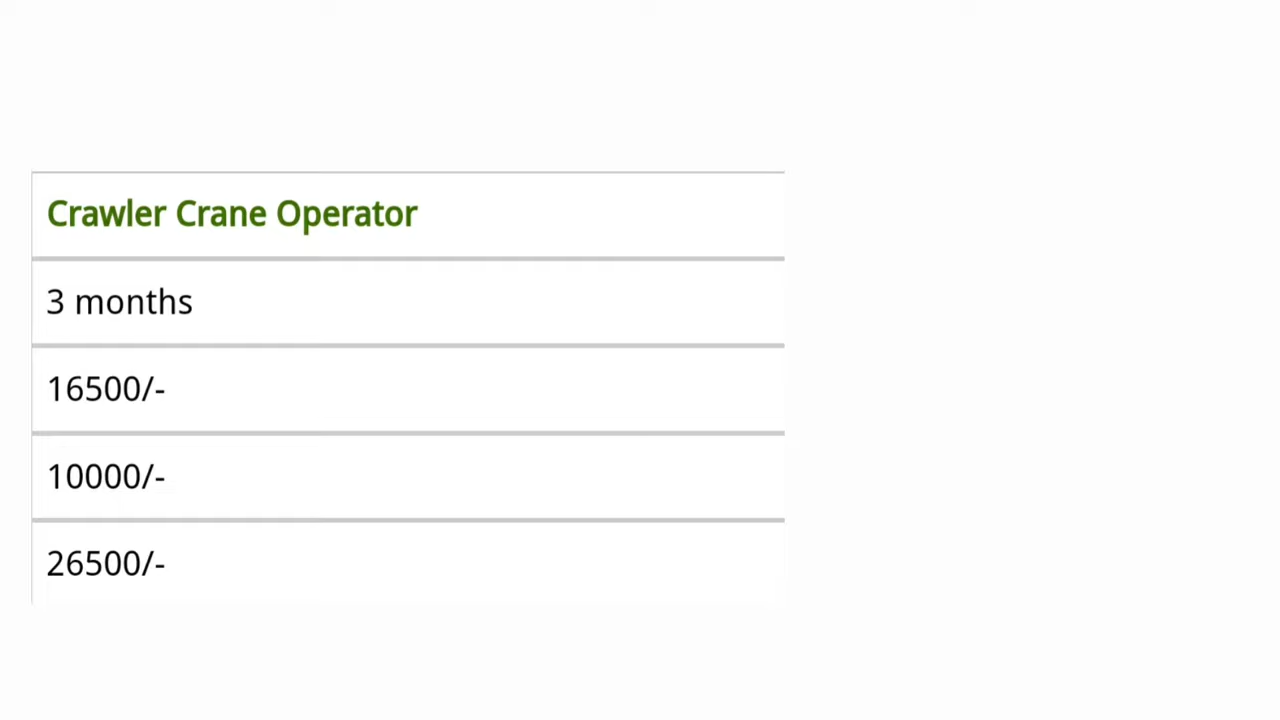 Crawler Crane Operator
3 months
16500/-
10000/-
26500/-